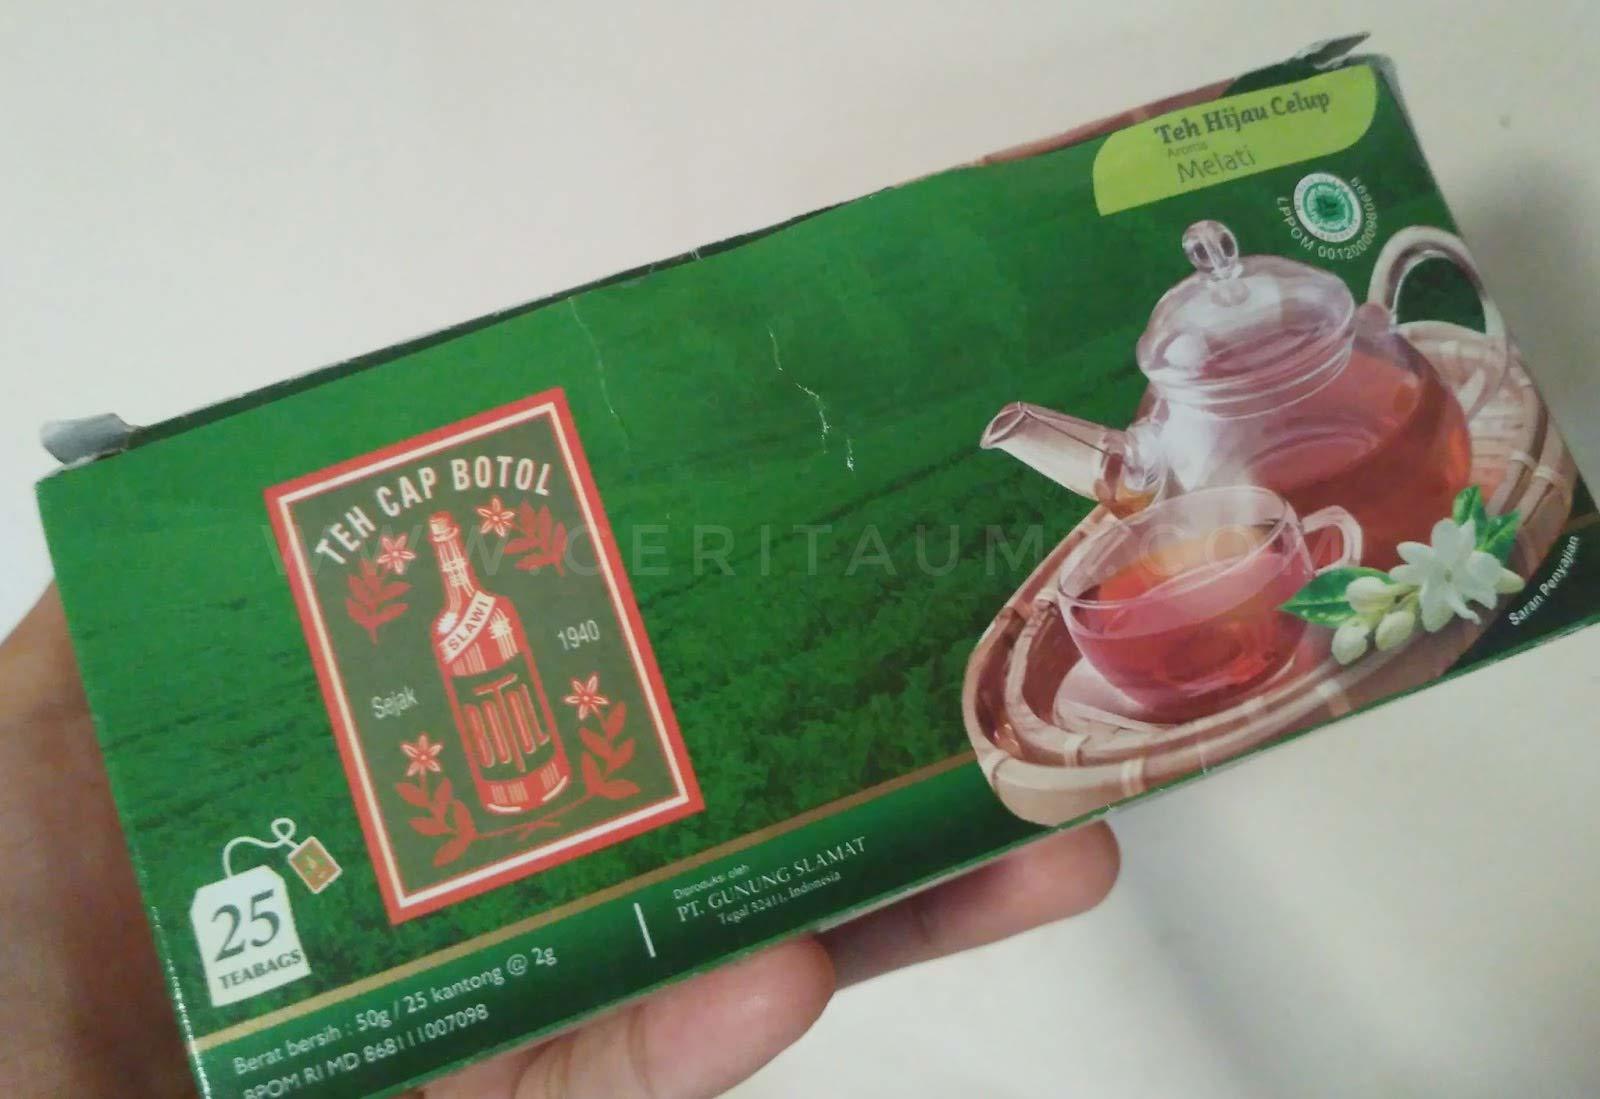 Teh Hijau Celup
Aroma
Melati
LPPOM 00120000980699
TEH CAP BOTOL
SLAWI
Sejak 1940
BOTOL
25
TEABAGS
Saran Penyajian
Berat bersih : 50g / 25 kantong @ 2g
BPOM RI MD 868111007098
Diproduksi oleh
PT. GUNUNG SLAMAT
Tegal 52411, Indonesia
WWW.CERITAUMI.COM